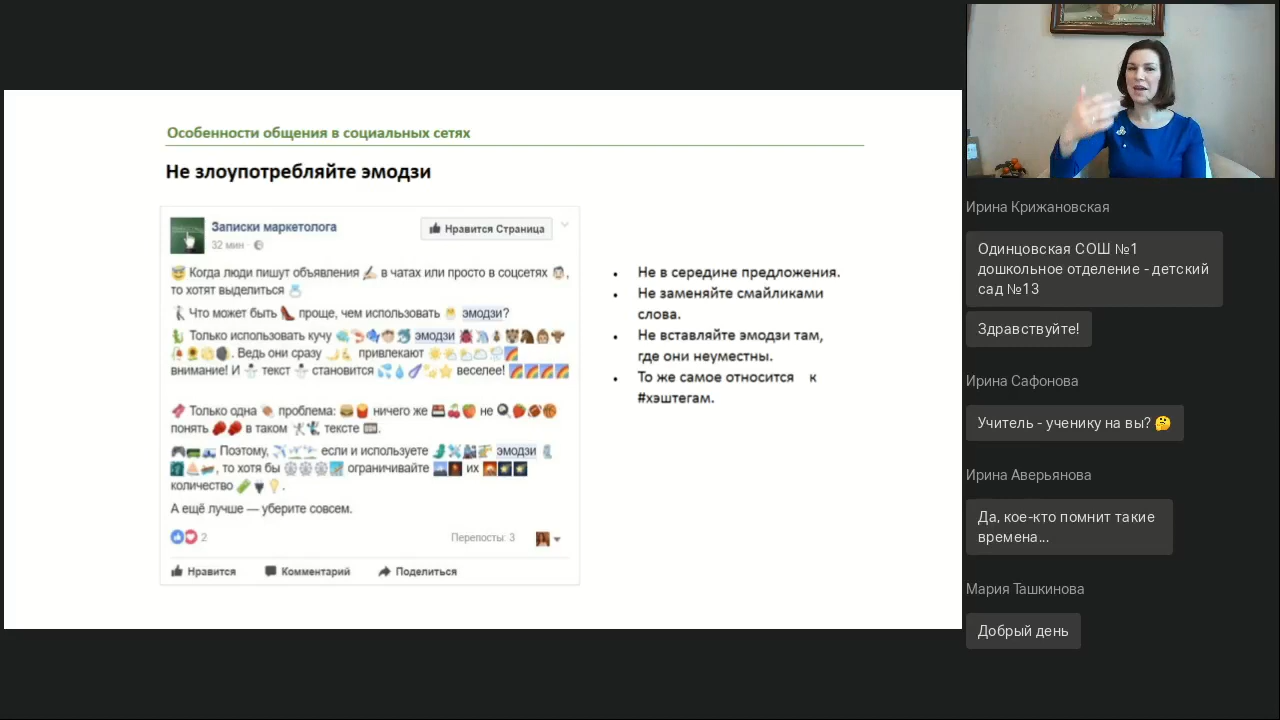 Особенности общения в социальных сетях
Не злоупотребляйте эмодзи
Записки маркетолога
32 мин ·
Нравится Страница
😇 Когда люди пишут объявления ✍ в чатах или просто в соцсетях,
то хотят выделиться
Что может быть 👠 проще, чем использовать эмодзи?
Только использовать кучу эмодзи
. Ведь они сразу привлекают
внимание! И текст становится веселее! 🌈🌈🌈🌈
Только одна проблема: ничего же не
понять в таком тексте.
Поэтому, если и используете эмодзи
, то хотя бы ограничивайте их
количество.
А ещё лучше — уберите совсем.
2
Перепосты: 3
Нравится
Комментарий
Поделиться
• Не в середине предложения.
• Не заменяйте смайликами
слова.
• Не вставляйте эмодзи там,
где они неуместны.
• То же самое относится к
#хэштегам.
Ирина Крижановская
Одинцовская СОШ №1
дошкольное отделение - детский
сад №13
Здравствуйте!
Ирина Сафонова
Учитель - ученику на вы? 🤔
Ирина Аверьянова
Да, кое-кто помнит такие
времена...
Мария Ташкинова
Добрый день